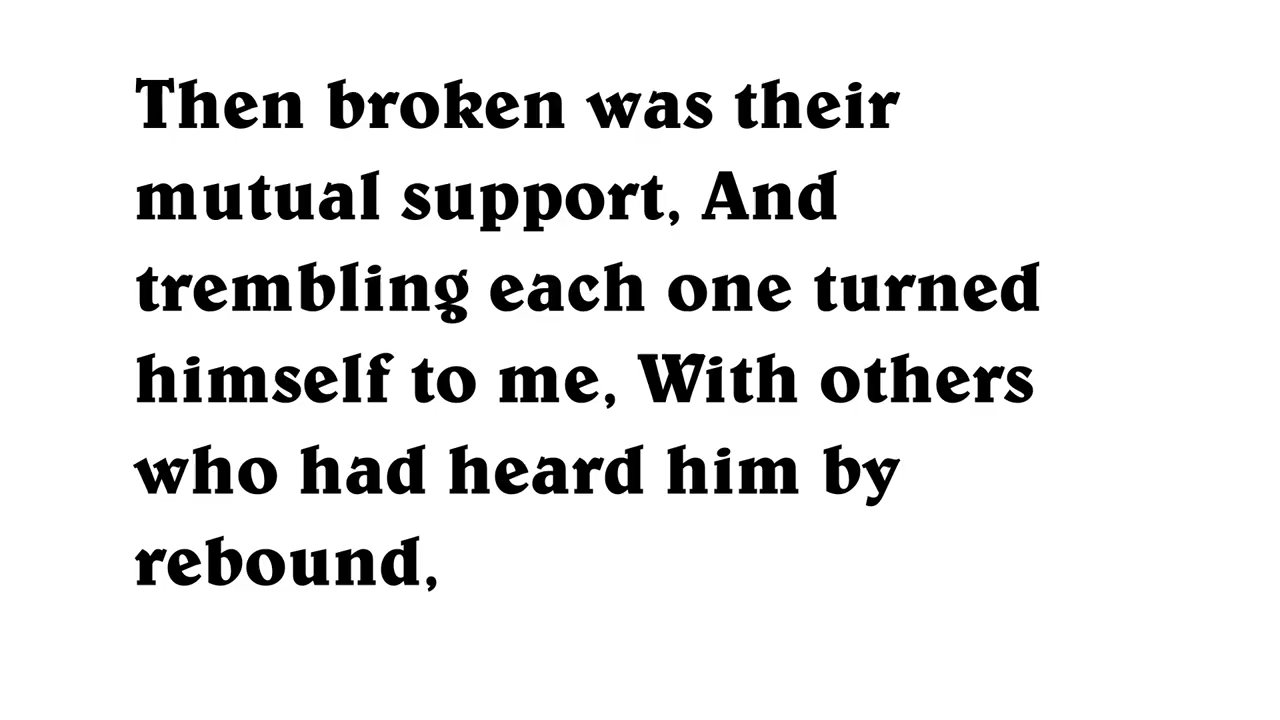 Then broken was their
mutual support, And
trembling each one turned
himself to me, With others
who had heard him by
rebound,